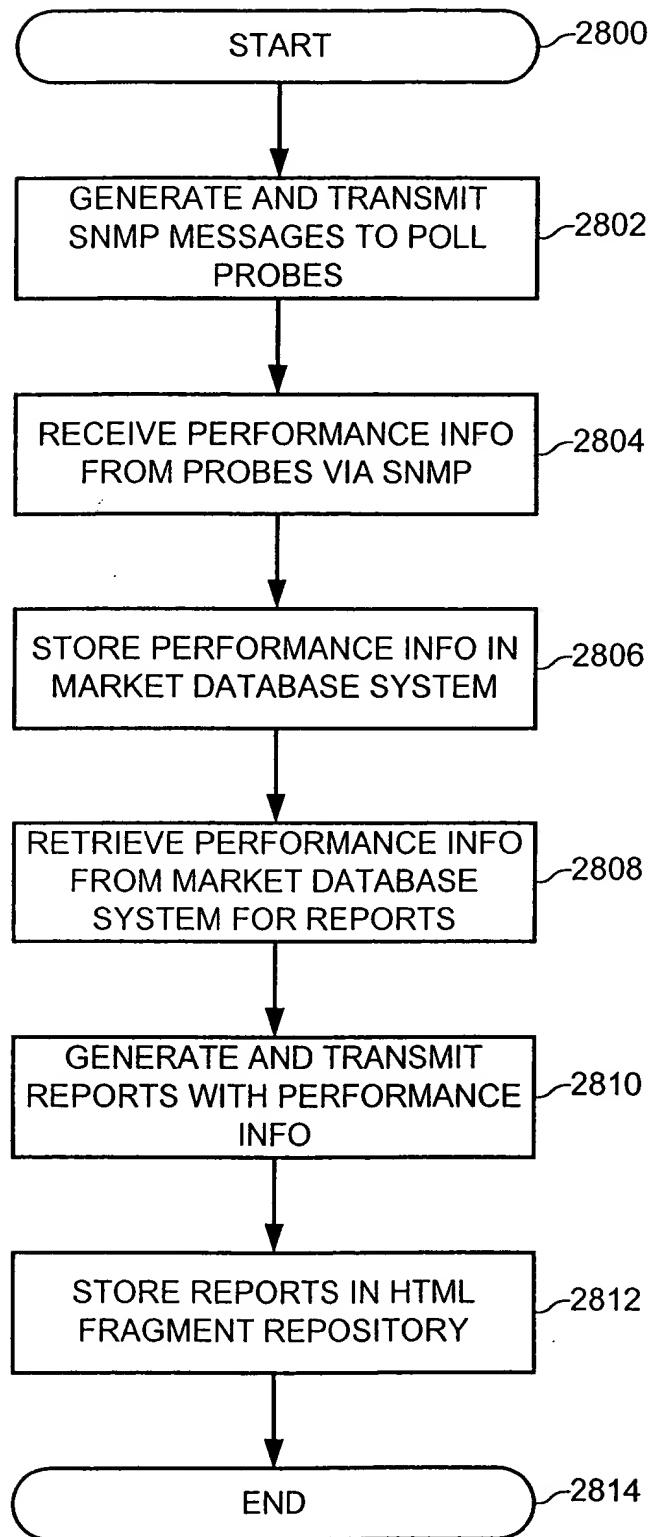 START
2800
GENERATE AND TRANSMIT
SNMP MESSAGES TO POLL
PROBES
2802
RECEIVE PERFORMANCE INFO
FROM PROBES VIA SNMP
2804
STORE PERFORMANCE INFO IN
MARKET DATABASE SYSTEM
2806
RETRIEVE PERFORMANCE INFO
FROM MARKET DATABASE
SYSTEM FOR REPORTS
2808
GENERATE AND TRANSMIT
REPORTS WITH PERFORMANCE
INFO
2810
STORE REPORTS IN HTML
FRAGMENT REPOSITORY
2812
END
2814